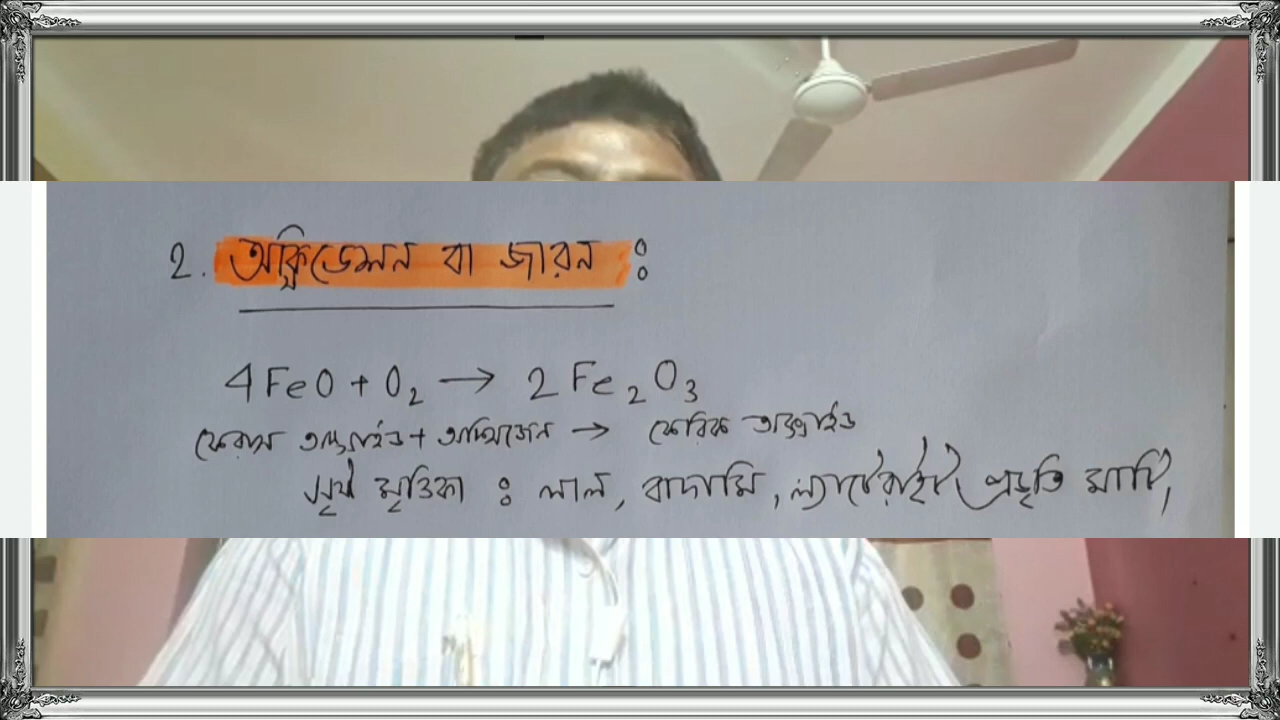 2. অক্সিডেশন বা জারন :
4FeO + O₂ → 2Fe₂O₃
ফেরাস অক্সাইড + অক্সিজেন → ফেরিক অক্সাইড
সৃষ্ট মৃত্তিকা : লাল, বাদামি, ল্যাটেরাইট প্রভৃতি মাটি,